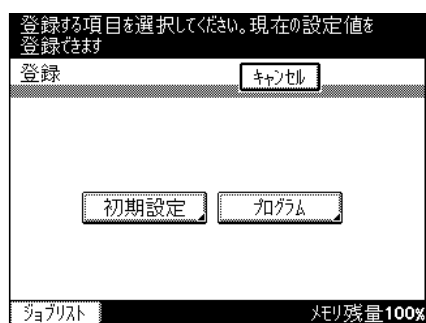 登録する項目を選択してください。現在の設定値を
登録できます
登録 キャンセル
初期設定 プログラム
ジョブリスト メモリ残量100%